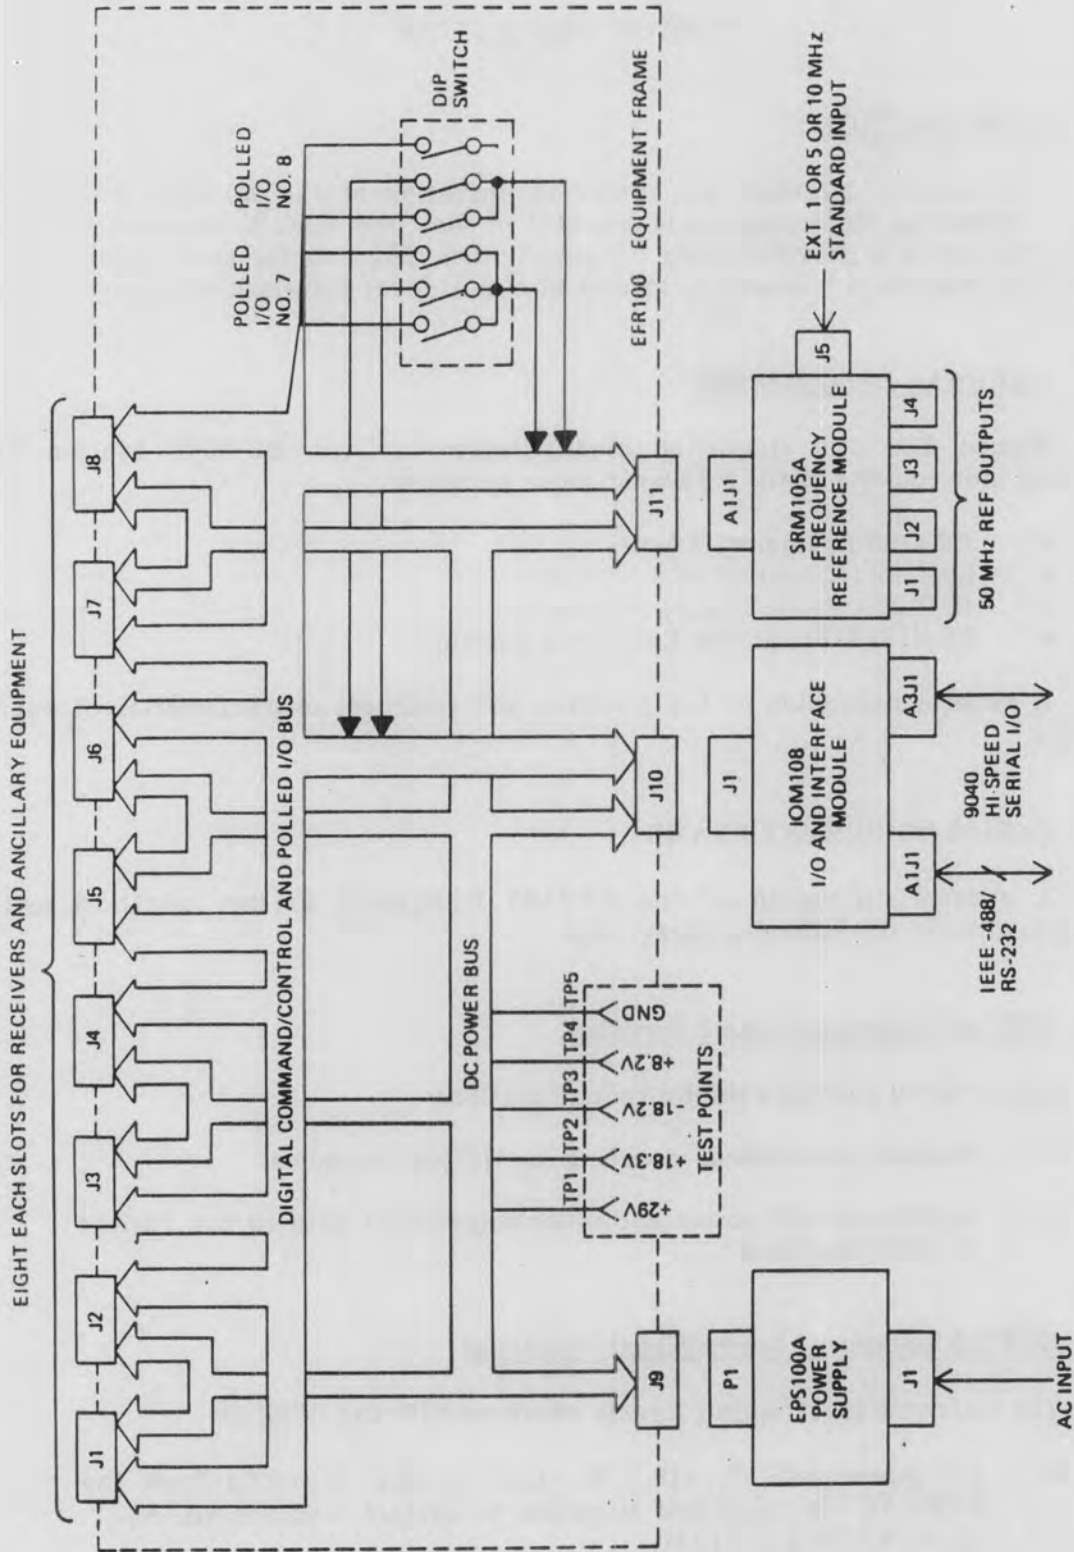 EIGHT EACH SLOTS FOR RECEIVERS AND ANCILLARY EQUIPMENT
J1
J2
J3
J4
J5
J6
J7
J8
DIGITAL COMMAND/CONTROL AND POLLED I/O BUS
POLLED
I/O
NO. 7
POLLED
I/O
NO. 8
DIP
SWITCH
DC POWER BUS
TP1
TP2
TP3
TP4
TP5
+29V
+18.3V
-18.2V
+8.2V
GND
TEST POINTS
EFR100 EQUIPMENT FRAME
J9
J10
J11
P1
EPS100A
POWER
SUPPLY
J1
AC INPUT
J1
IOM108
I/O AND INTERFACE
MODULE
A1J1
A3J1
IEEE-488/
RS-232
9040
HI-SPEED
SERIAL I/O
A1J1
SRM105A
FREQUENCY
REFERENCE MODULE
J1
J2
J3
J4
J5
50 MHz REF OUTPUTS
EXT 1 OR 5 OR 10 MHz
STANDARD INPUT